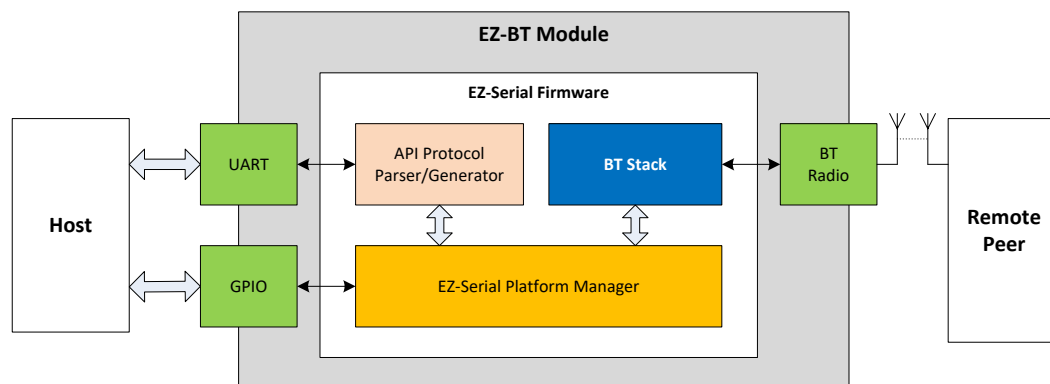 EZ-BT Module
EZ-Serial Firmware
Host
UART
API Protocol
Parser/Generator
BT Stack
BT
Radio
Remote
Peer
GPIO
EZ-Serial Platform Manager